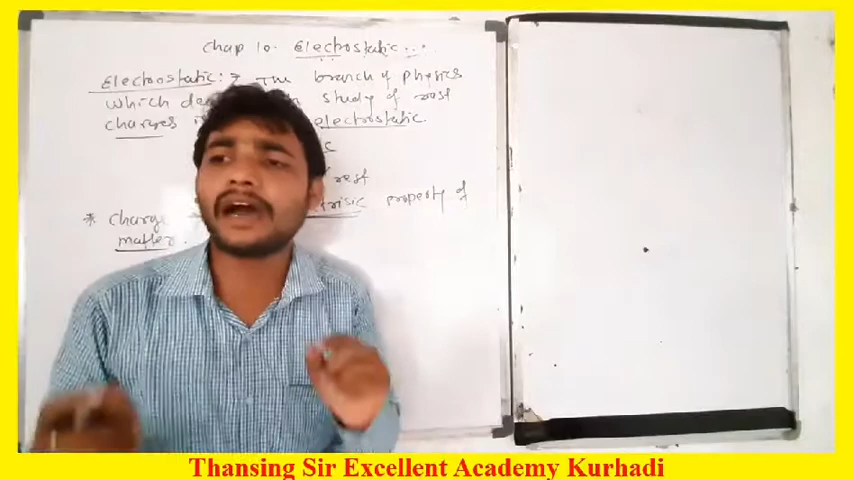 Chap 10. Electrostatic...
Electrostatic :→ The branch of physics
which study of rest
charges electrostatic.
rest
* charge property of
matter.
Thansing Sir Excellent Academy Kurhadi